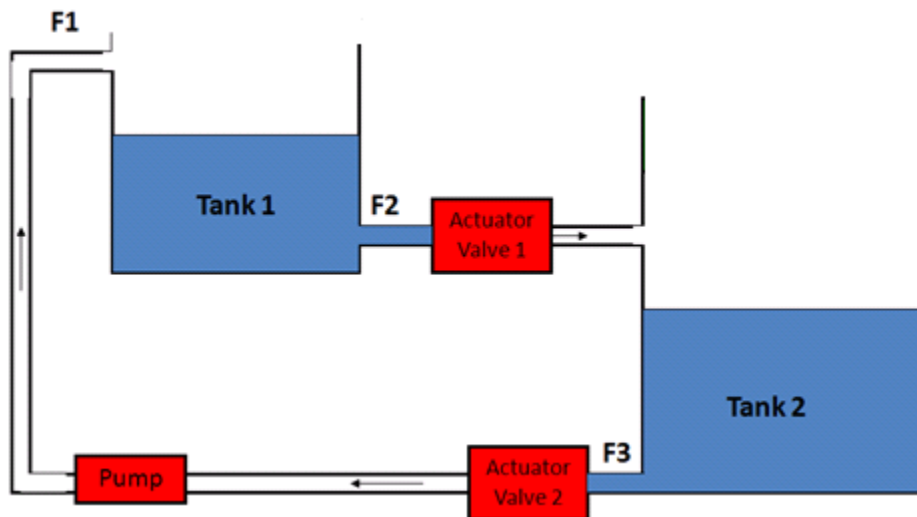 F1
Tank 1
F2
Actuator
Valve 1
Tank 2
F3
Actuator
Valve 2
Pump